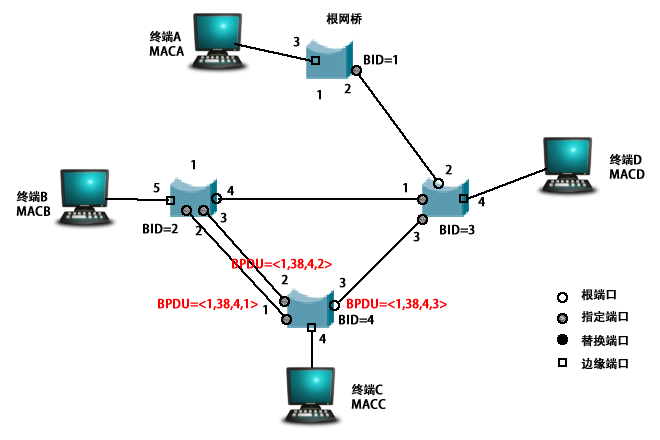 根网桥
终端A
MACA
3
BID=1
1
2
终端D
MACD
1
2
终端B
MACB
5
4
1
4
BID=2
2
3
3
BID=3
BPDU=<1,38,4,2>
2
3
BPDU=<1,38,4,1>
1
BPDU=<1,38,4,3>
BID=4
4
根端口
指定端口
替换端口
边缘端口
终端C
MACC